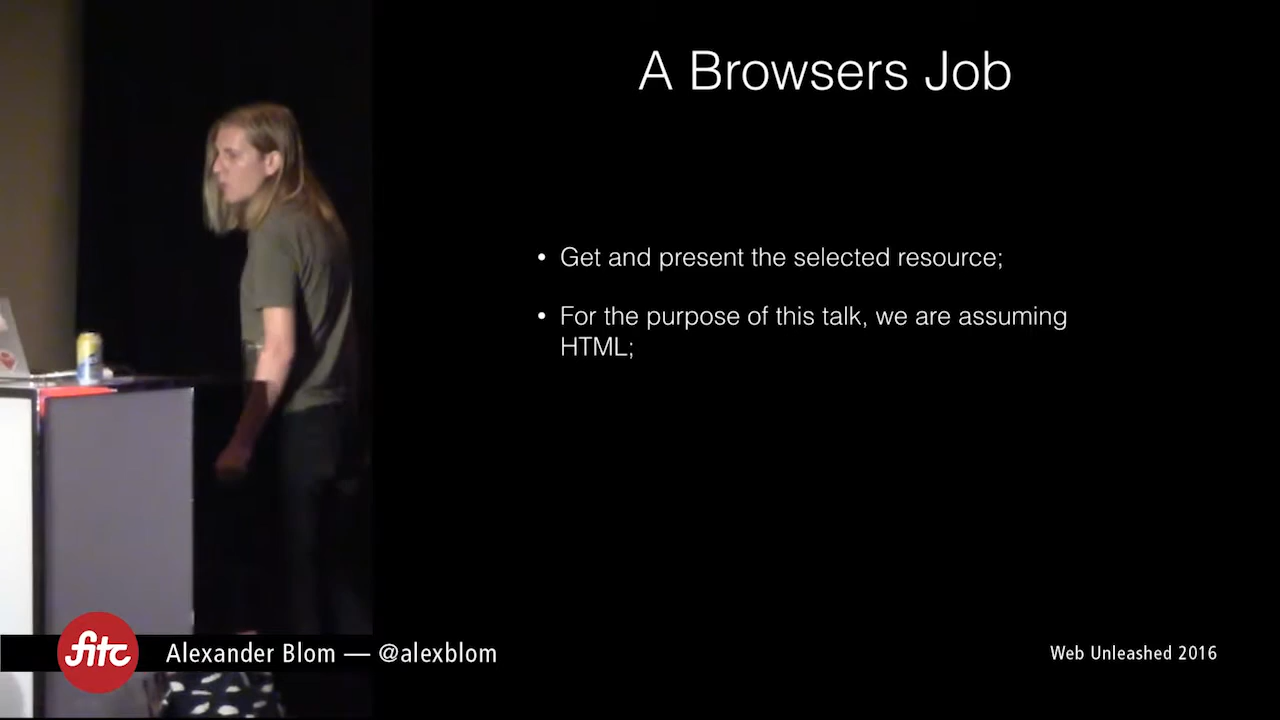 A Browsers Job
• Get and present the selected resource;
• For the purpose of this talk, we are assuming
HTML;
fitc
Alexander Blom — @alexblom
Web Unleashed 2016